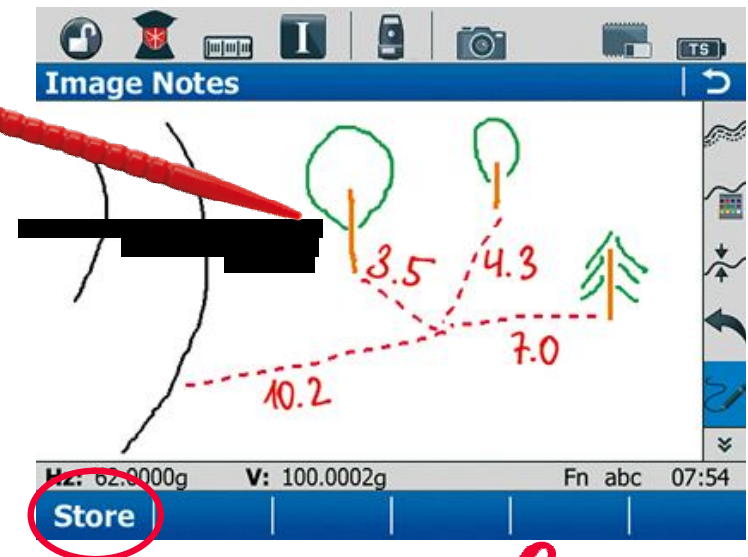 I
TS
Image Notes
3.5
4.3
7.0
10.2
Hz: 62.0000g V: 100.0002g Fn abc 07:54
Store